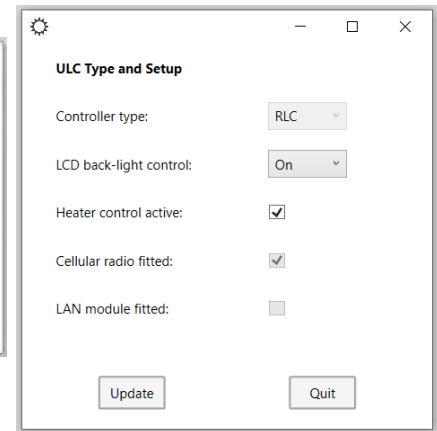 ULC Type and Setup
Controller type: RLC
LCD back-light control: On
Heater control active:
Cellular radio fitted:
LAN module fitted:
Update Quit